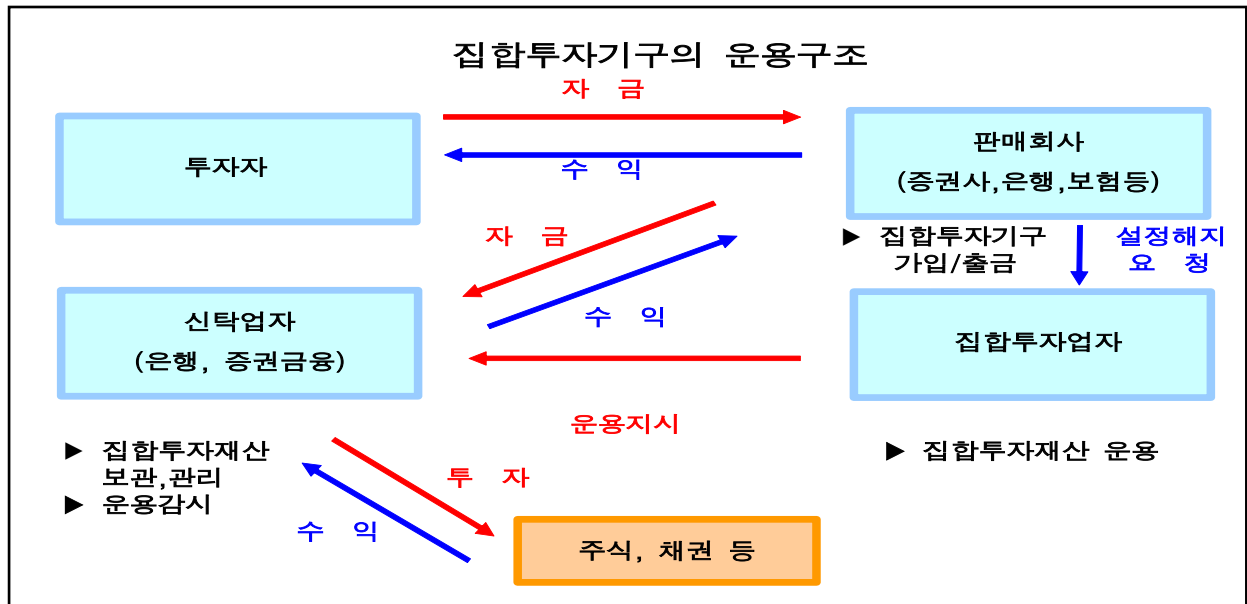 집합투자기구의 운용구조
자 금
투자자
수 익
판매회사
(증권사,은행,보험등)
자 금
► 집합투자기구
가입/출금
설정해지
요 청
신탁업자
(은행, 증권금융)
수 익
집합투자업자
운용지시
► 집합투자재산
보관,관리
► 운용감시
► 집합투자재산 운용
투 자
수 익
주식, 채권 등